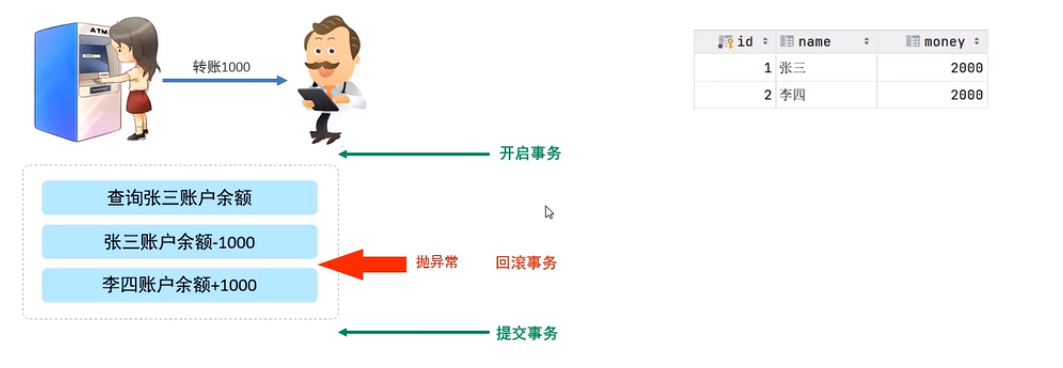 ATM
转账1000
id name money
1 张三 2000
2 李四 2000
开启事务
查询张三账户余额
张三账户余额-1000
抛异常 回滚事务
李四账户余额+1000
提交事务